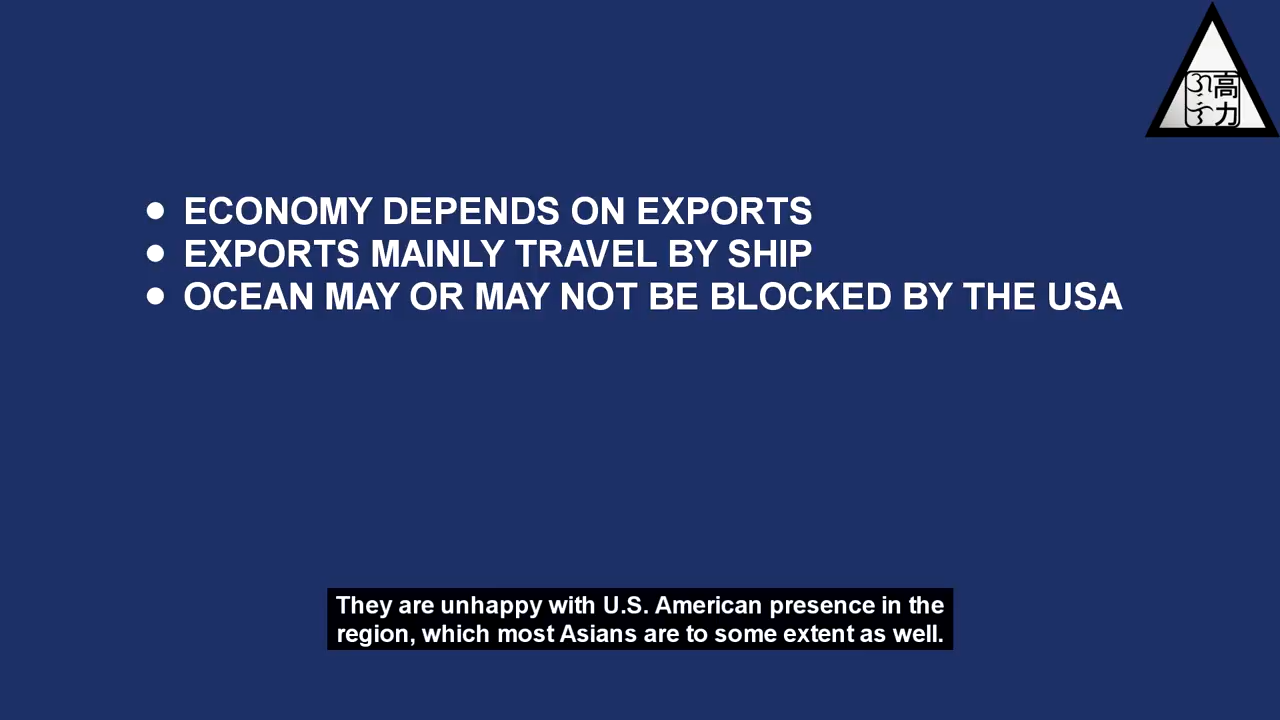 高
力
• ECONOMY DEPENDS ON EXPORTS
• EXPORTS MAINLY TRAVEL BY SHIP
• OCEAN MAY OR MAY NOT BE BLOCKED BY THE USA
They are unhappy with U.S. American presence in the
region, which most Asians are to some extent as well.